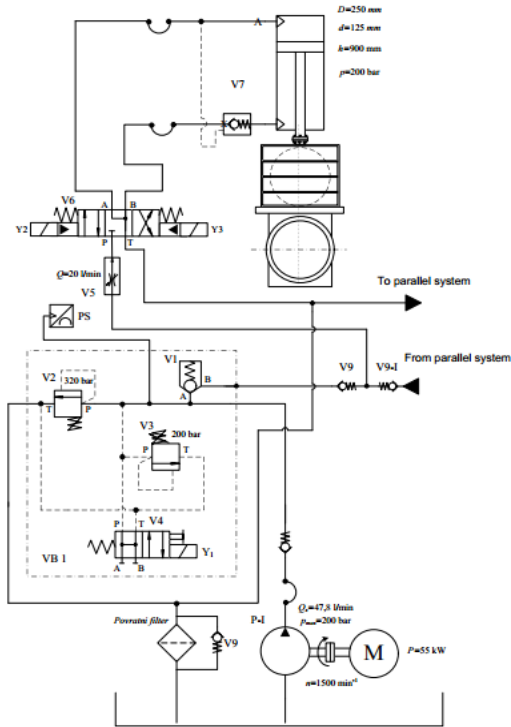 D=250 mm
d=125 mm
h=900 mm
p=200 bar
A
V7
X
V6
A B
Y2
Y3
P T
Q=20 l/min
V5
PS
To parallel system
From parallel system
V1
B
A
V9
V9-I
V2
320 bar
T P
V3
200 bar
P T
P T
V4
Y1
A B
VB 1
Povratni filter
V9
P-I
Qs=47,8 l/min
pmax=200 bar
M
P=55 kW
n=1500 min-1